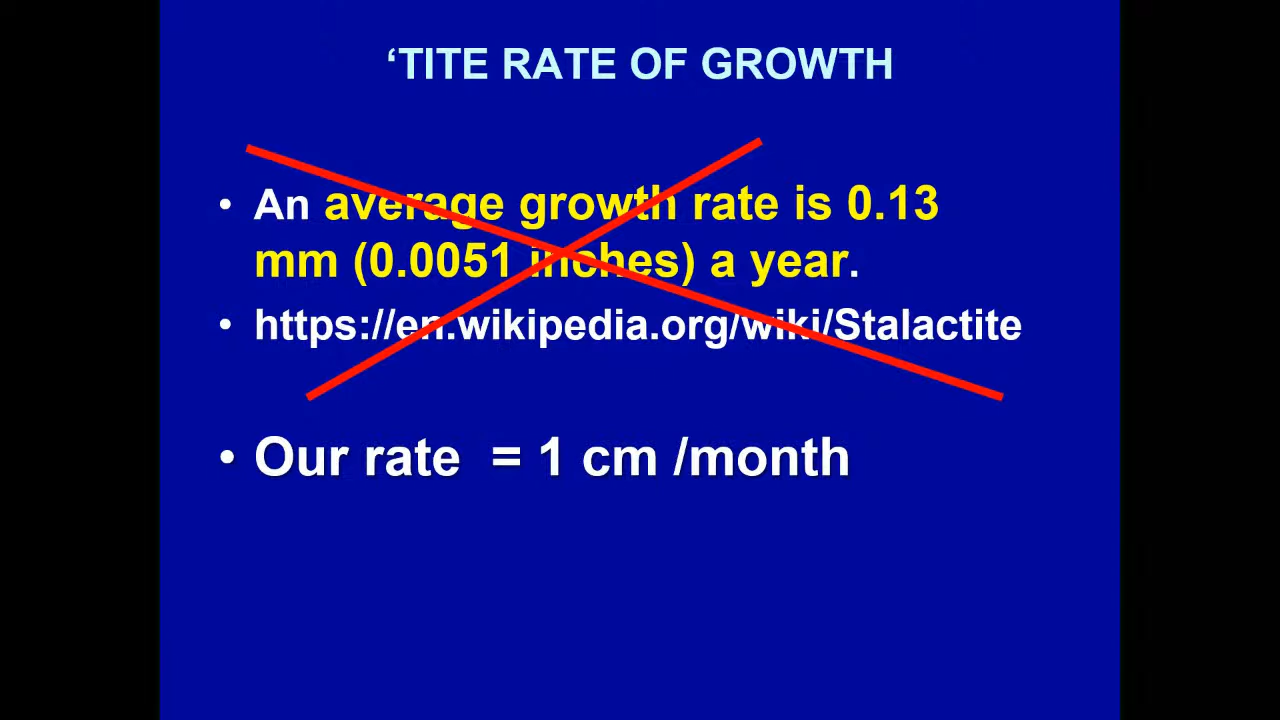 ‘TITE RATE OF GROWTH
• An average growth rate is 0.13
mm (0.0051 inches) a year.
• https://en.wikipedia.org/wiki/Stalactite
• Our rate = 1 cm /month